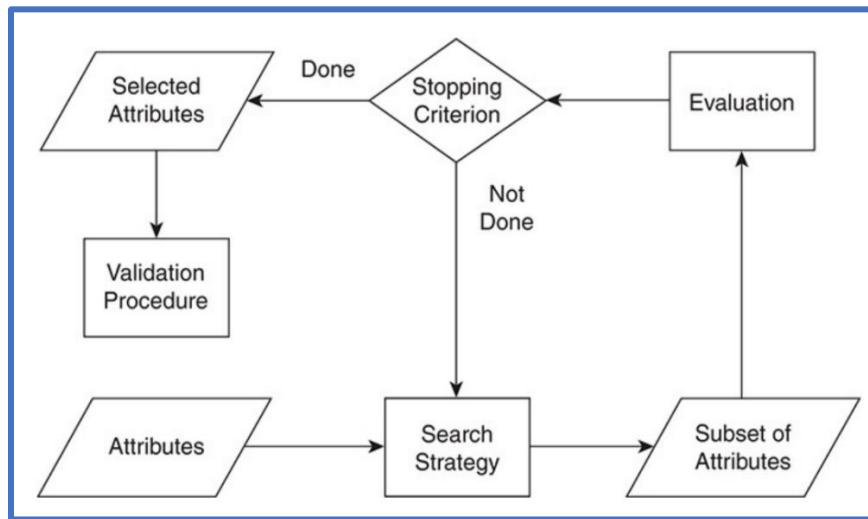 Selected
Attributes
Done
Stopping
Criterion
Evaluation
Not
Done
Validation
Procedure
Attributes
Search
Strategy
Subset of
Attributes